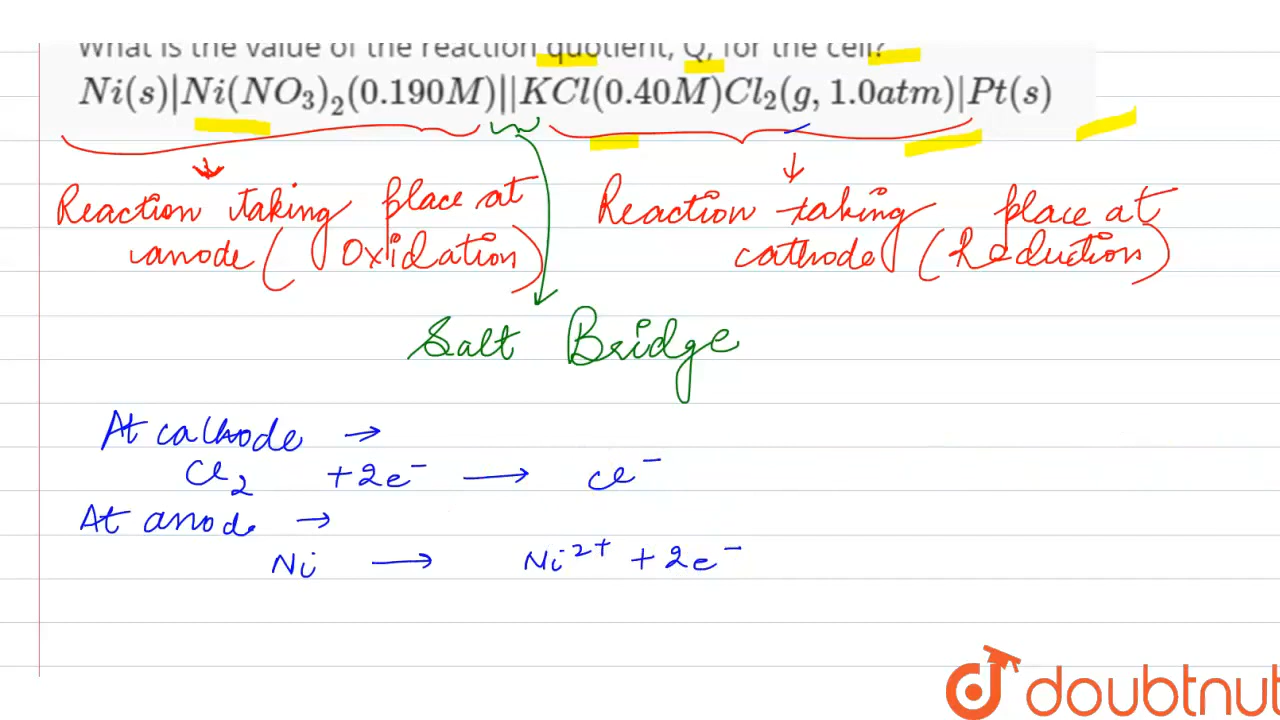 What is the value of the reaction quotient, Q, for the cell?
Ni(s)|Ni(NO₃)₂(0.190M)||KCl(0.40M)Cl₂(g, 1.0atm)|Pt(s)
Reaction taking place at anode (Oxidation)
Reaction taking place at cathode (Reduction)
Salt Bridge
At cathode →
Cl₂ + 2e⁻ → Cl⁻
At anode →
Ni → Ni²⁺ + 2e⁻
doubtnut